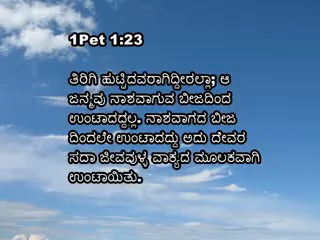 1Pet 1:23
ತಿರಿಗಿ ಹುಟ್ಟಿದವರಾಗಿದ್ದೀರಲ್ಲಾ; ಆ
ಜನ್ಮವು ನಾಶವಾಗುವ ಬೀಜದಿಂದ
ಉಂಟಾದದ್ದಲ್ಲ. ನಾಶವಾಗದ ಬೀಜ
ದಿಂದಲೇ ಉಂಟಾದದ್ದು ಅದು ದೇವರ
ಸದಾ ಜೀವವುಳ್ಳ ವಾಕ್ಯದ ಮೂಲಕವಾಗಿ
ಉಂಟಾಯಿತು.